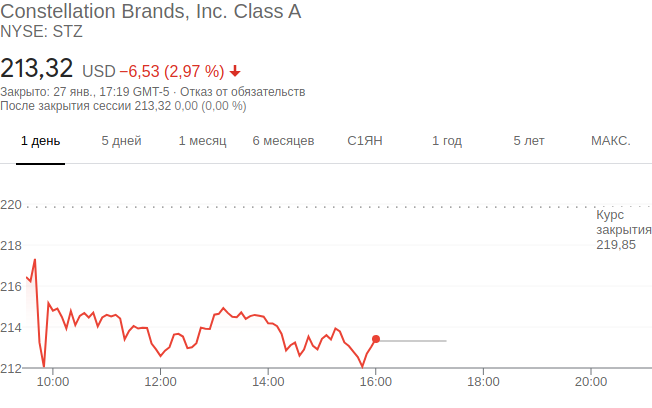 Constellation Brands, Inc. Class A
NYSE: STZ
213,32 USD −6,53 (2,97 %)
Закрыто: 27 янв., 17:19 GMT-5 · Отказ от обязательств
После закрытия сессии 213,32 0,00 (0,00 %)
1 день 5 дней 1 месяц 6 месяцев С1ЯН 1 год 5 лет МАКС.
220
Курс
закрытия
219,85
218
216
214
212
10:00 12:00 14:00 16:00 18:00 20:00